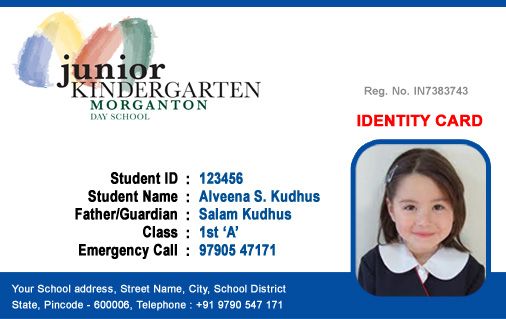 junior
KINDERGARTEN
MORGANTON
DAY SCHOOL
Reg. No. IN7383743
IDENTITY CARD
Student ID : 123456
Student Name : Alveena S. Kudhus
Father/Guardian : Salam Kudhus
Class : 1st ‘A’
Emergency Call : 97905 47171
Your School address, Street Name, City, School District
State, Pincode - 600006, Telephone : +91 9790 547 171